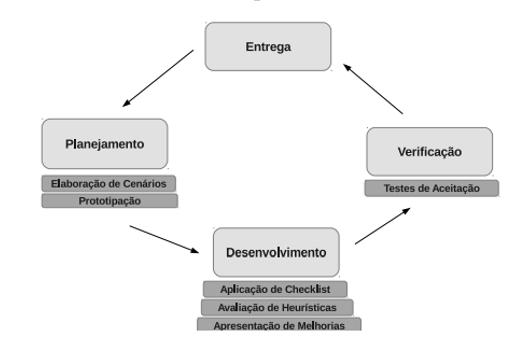 Entrega
Planejamento
Elaboração de Cenários
Prototipação
Verificação
Testes de Aceitação
Desenvolvimento
Aplicação de Checklist
Avaliação de Heurísticas
Apresentação de Melhorias